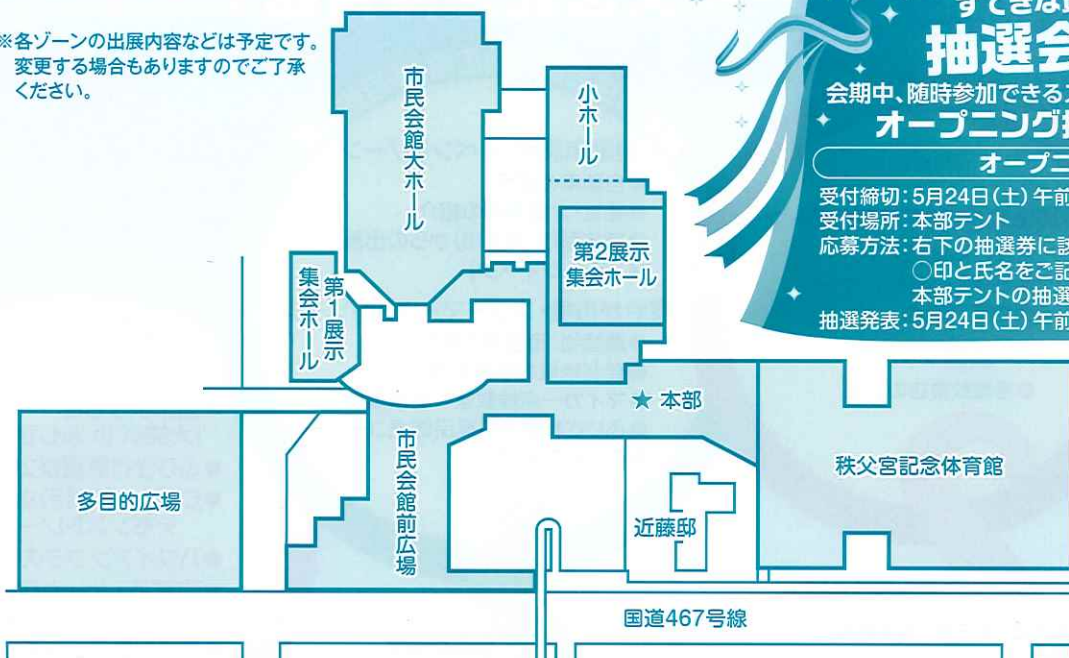 ※各ゾーンの出展内容などは予定です。
変更する場合もありますのでご了承
ください。
すてきな
抽選会
会期中、随時参加できる
オープニング
オープニ
受付締切:5月24日(土)午前
受付場所:本部テント
応募方法:右下の抽選券に該
○印と氏名をご記
本部テントの抽選
抽選発表:5月24日(土)午前
市民会館大ホール
小ホール
第2展示
集会ホール
第1展示
集会ホール
★ 本部
市民会館前広場
多目的広場
近藤邸
秩父宮記念体育館
国道467号線